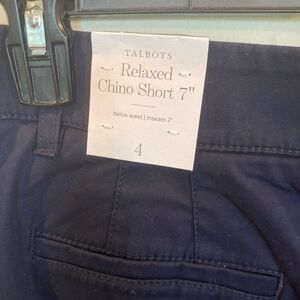 TALBOTS
Relaxed
Chino Short 7"
below waist | inseam 7"
4